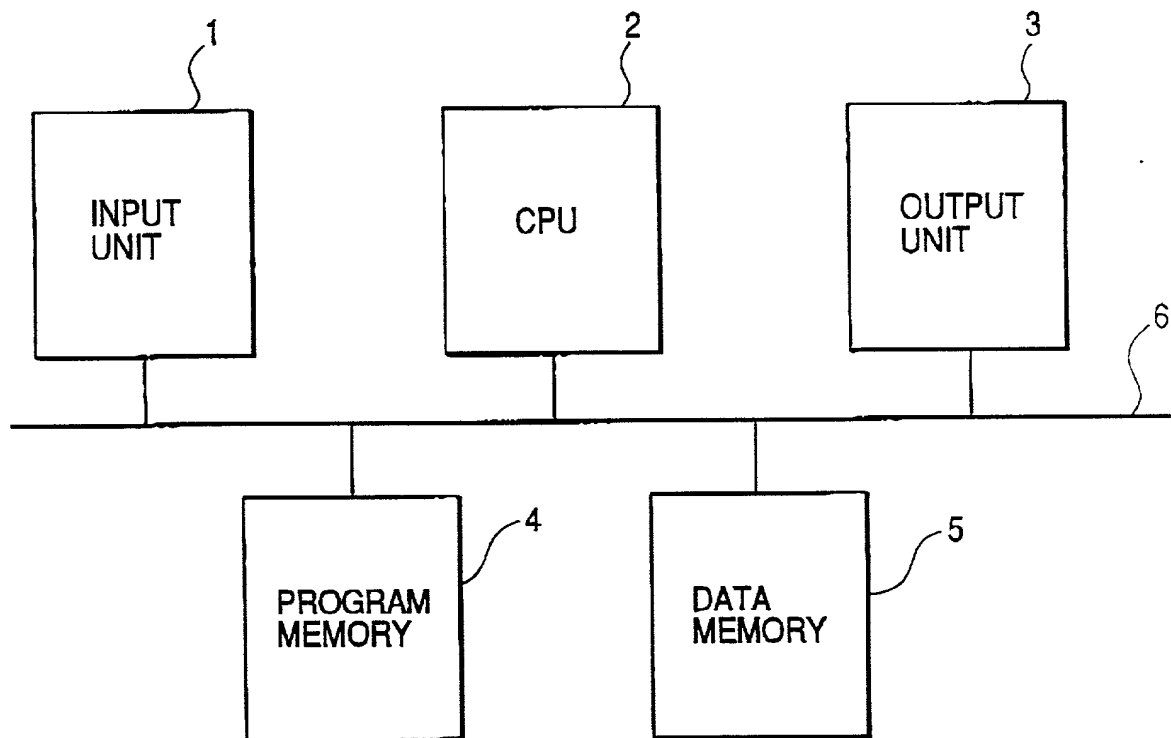 1
2
3
INPUT
UNIT
CPU
OUTPUT
UNIT
6
4
5
PROGRAM
MEMORY
DATA
MEMORY